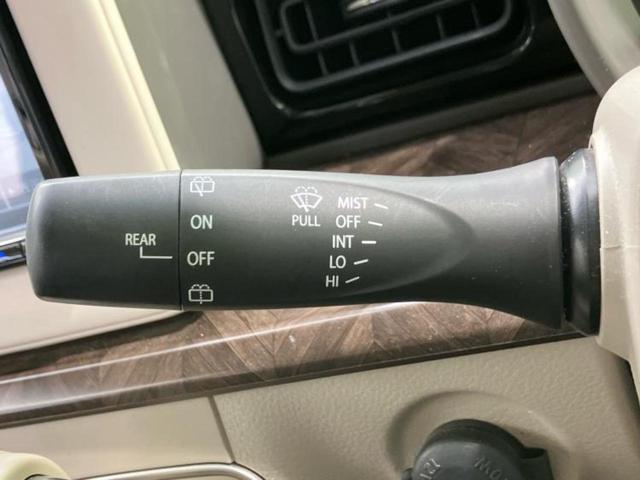 REAR
ON
OFF
PULL
MIST
OFF
INT
LO
HI